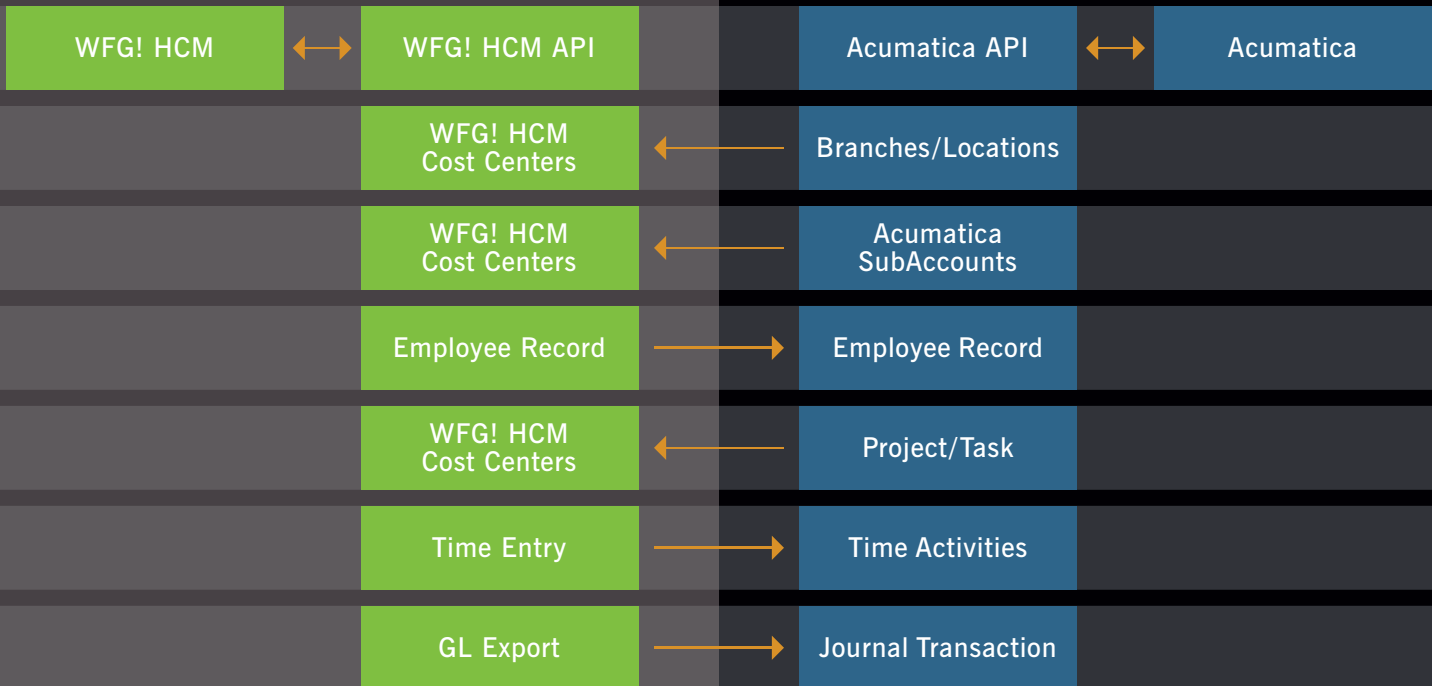 WFG! HCM
WFG! HCM API
Acumatica API
Acumatica
WFG! HCM
Cost Centers
Branches/Locations
WFG! HCM
Cost Centers
Acumatica
SubAccounts
Employee Record
Employee Record
WFG! HCM
Cost Centers
Project/Task
Time Entry
Time Activities
GL Export
Journal Transaction